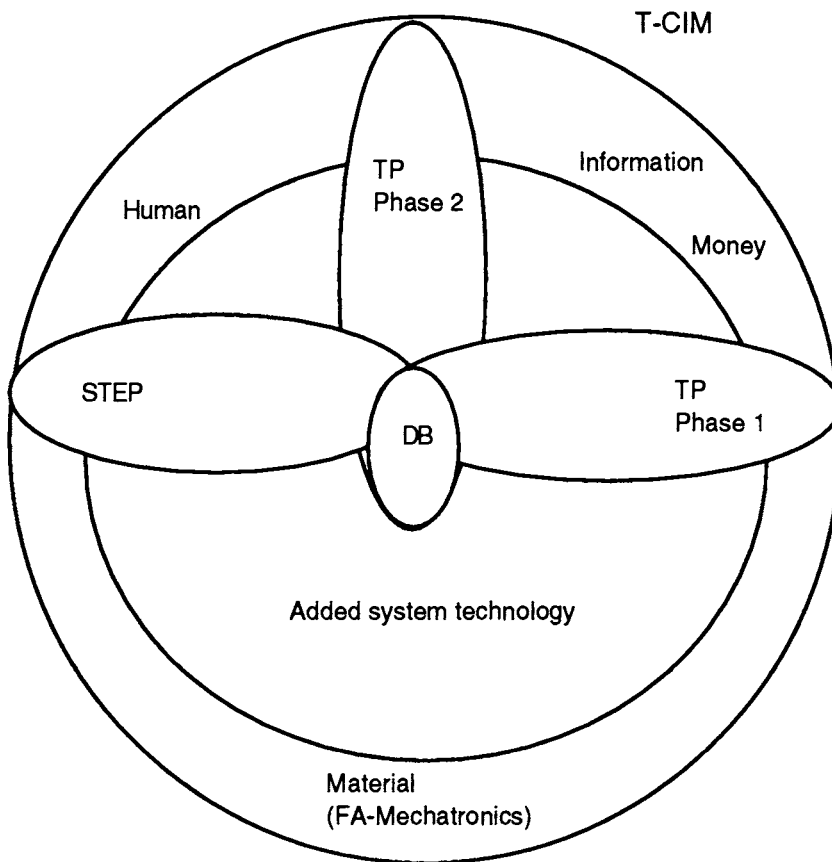 T-CIM
TP
Phase 2
Information
Human
Money
STEP
TP
Phase 1
DB
Added system technology
Material
(FA-Mechatronics)